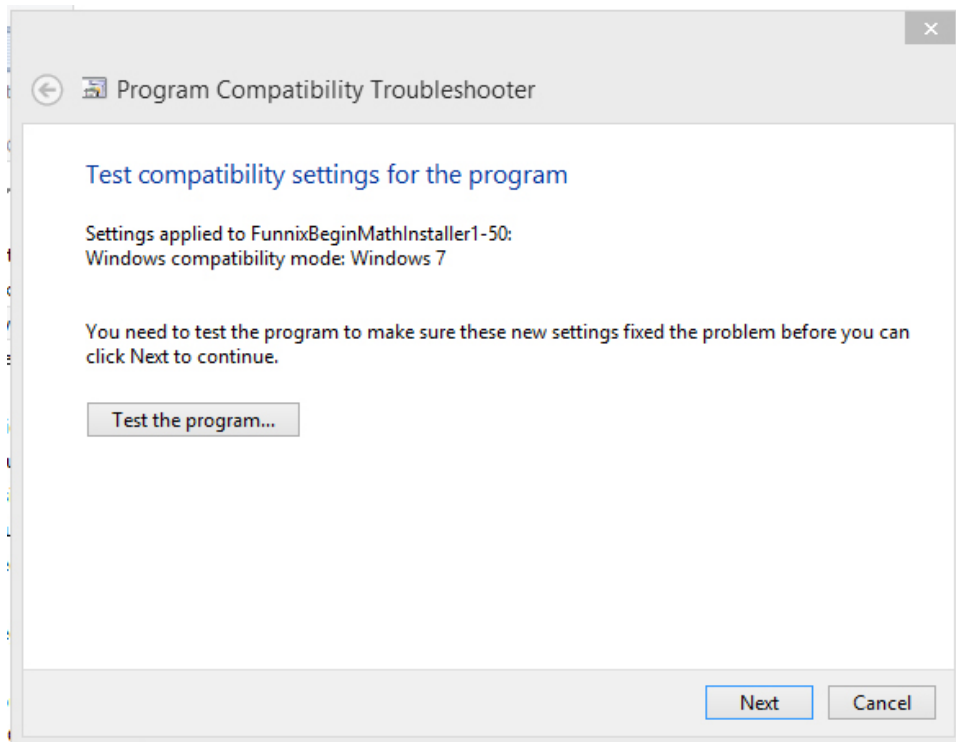 Program Compatibility Troubleshooter
Test compatibility settings for the program
Settings applied to FunnixBeginMathInstaller1-50:
Windows compatibility mode: Windows 7
You need to test the program to make sure these new settings fixed the problem before you can
click Next to continue.
Test the program...
Next
Cancel